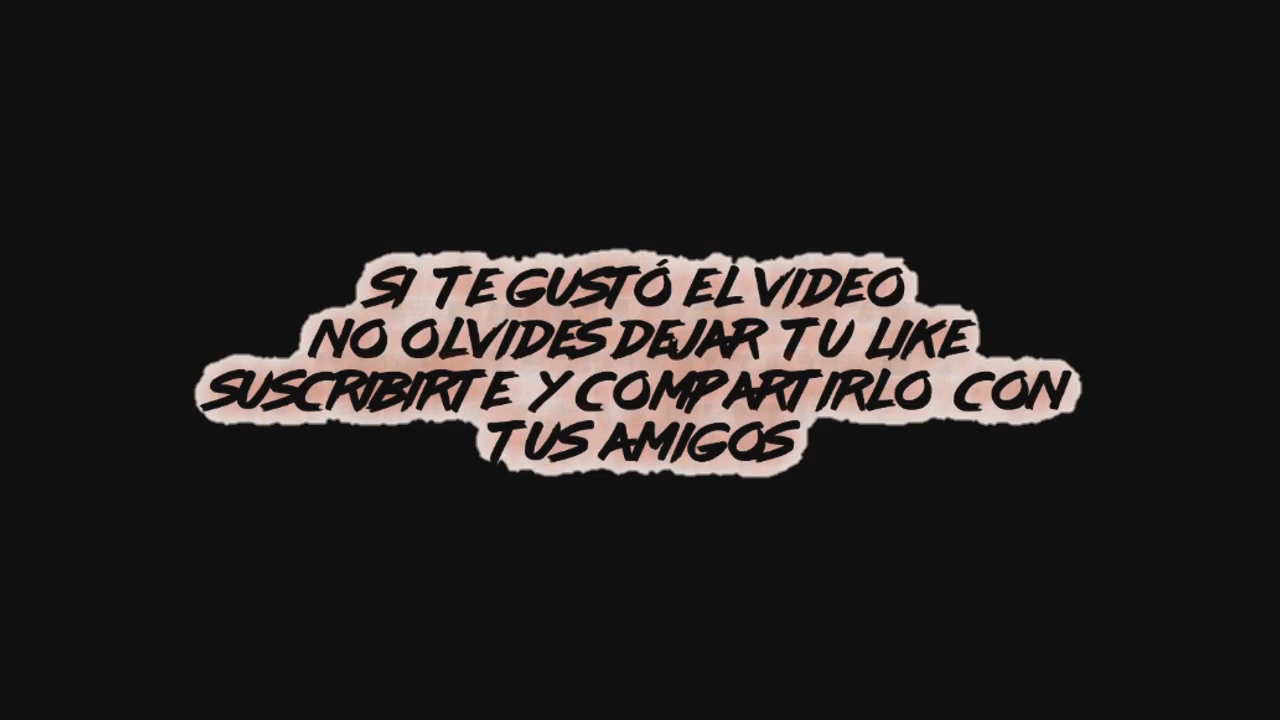 SI TE GUSTÓ EL VIDEO
NO OLVIDES DEJAR TU LIKE
SUSCRIBIRTE Y COMPARTIRLO CON
TUS AMIGOS